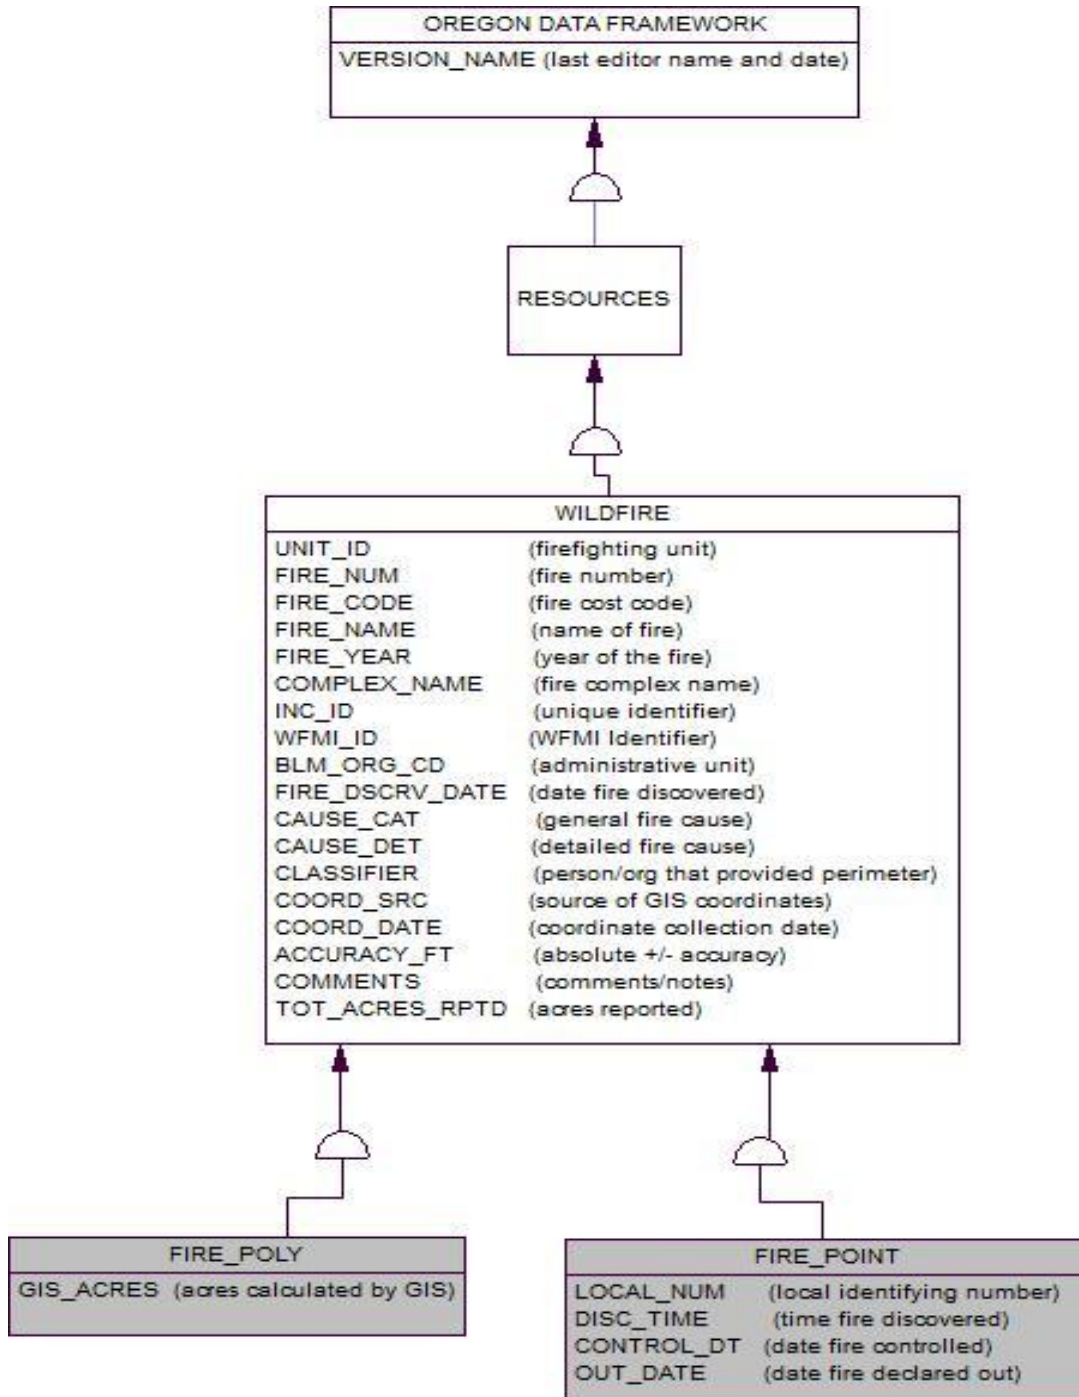 OREGON DATA FRAMEWORK
VERSION_NAME (last editor name and date)
RESOURCES
WILDFIRE
UNIT_ID (firefighting unit)
FIRE_NUM (fire number)
FIRE_CODE (fire cost code)
FIRE_NAME (name of fire)
FIRE_YEAR (year of the fire)
COMPLEX_NAME (fire complex name)
INC_ID (unique identifier)
WFMI_ID (WFMI Identifier)
BLM_ORG_CD (administrative unit)
FIRE_DSCRV_DATE (date fire discovered)
CAUSE_CAT (general fire cause)
CAUSE_DET (detailed fire cause)
CLASSIFIER (person/org that provided perimeter)
COORD_SRC (source of GIS coordinates)
COORD_DATE (coordinate collection date)
ACCURACY_FT (absolute +/- accuracy)
COMMENTS (comments/notes)
TOT_ACRES_RPTD (acres reported)
FIRE_POLY
GIS_ACRES (acres calculated by GIS)
FIRE_POINT
LOCAL_NUM (local identifying number)
DISC_TIME (time fire discovered)
CONTROL_DT (date fire controlled)
OUT_DATE (date fire declared out)